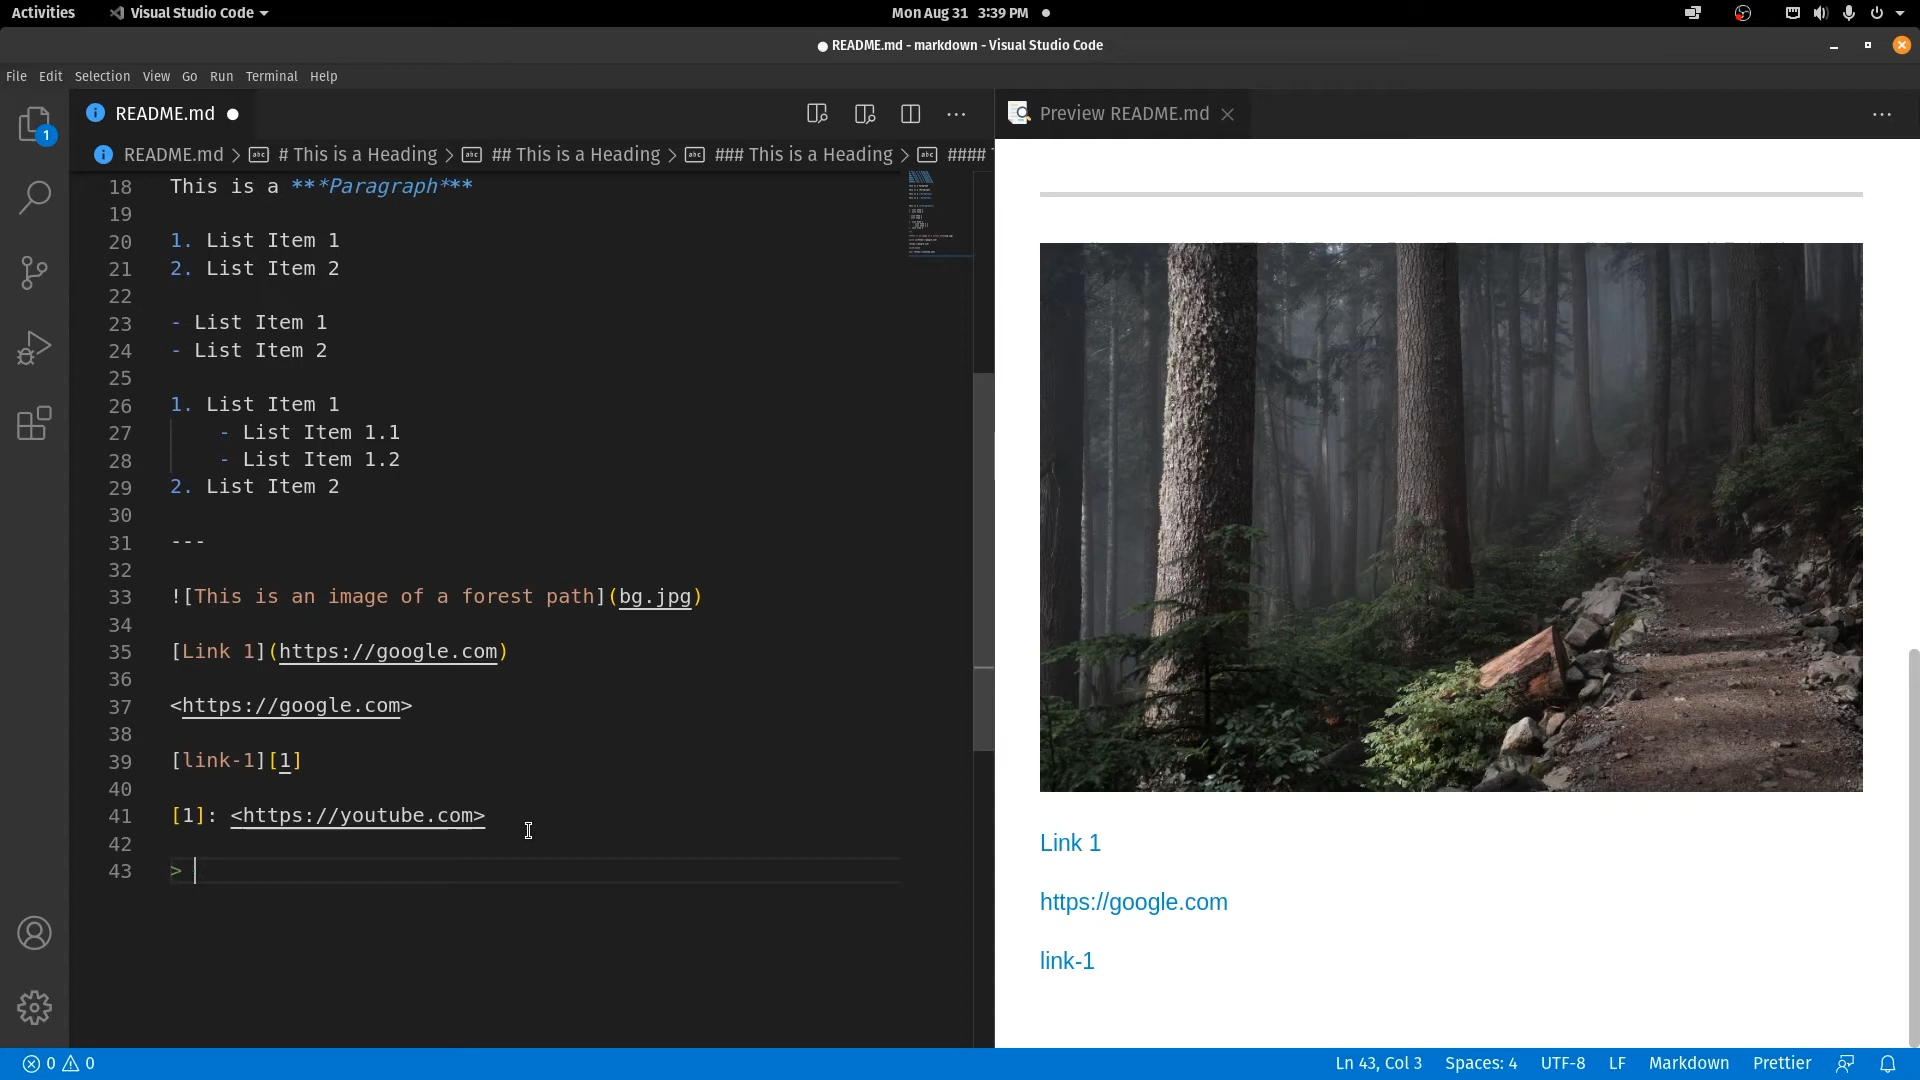 Activities
Visual Studio Code
Mon Aug 31 3:39 PM
README.md - markdown - Visual Studio Code
File Edit Selection View Go Run Terminal Help
1
README.md
README.md > # This is a Heading > ## This is a Heading > ### This is a Heading > ####
18 This is a ***Paragraph***
19
20 1. List Item 1
21 2. List Item 2
22
23 - List Item 1
24 - List Item 2
25
26 1. List Item 1
27 - List Item 1.1
28 - List Item 1.2
29 2. List Item 2
30
31 ---
32
33 ![This is an image of a forest path](bg.jpg)
34
35 [Link 1](https://google.com)
36
37 <https://google.com>
38
39 [link-1][1]
40
41 [1]: <https://youtube.com>
42
43 >
Preview README.md
Link 1
https://google.com
link-1
0 0
Ln 43, Col 3 Spaces: 4 UTF-8 LF Markdown Prettier